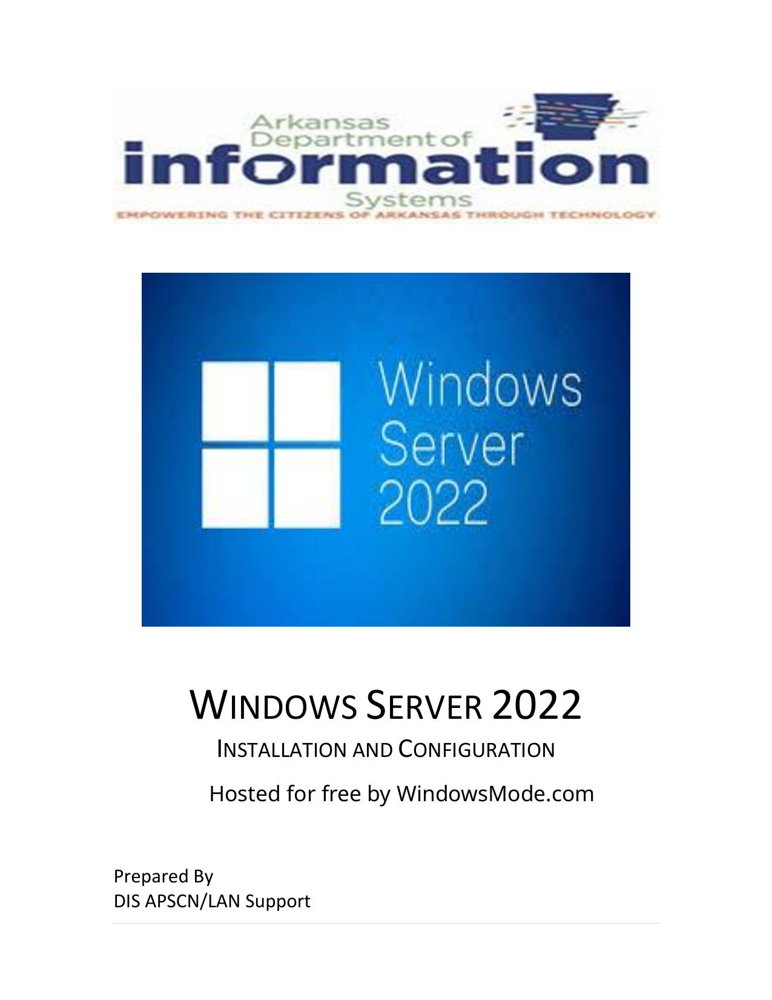 Arkansas
Department of
information
Systems
EMPOWERING THE CITIZENS OF ARKANSAS THROUGH TECHNOLOGY
Windows
Server
2022
WINDOWS SERVER 2022
INSTALLATION AND CONFIGURATION
Hosted for free by WindowsMode.com
Prepared By
DIS APSCN/LAN Support